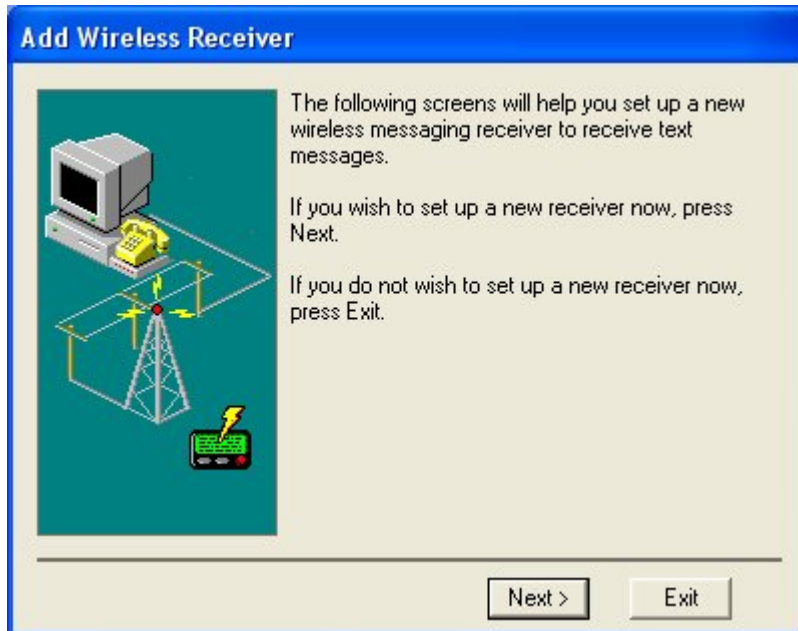 Add Wireless Receiver
The following screens will help you set up a new
wireless messaging receiver to receive text
messages.
If you wish to set up a new receiver now, press
Next.
If you do not wish to set up a new receiver now,
press Exit.
Next >
Exit